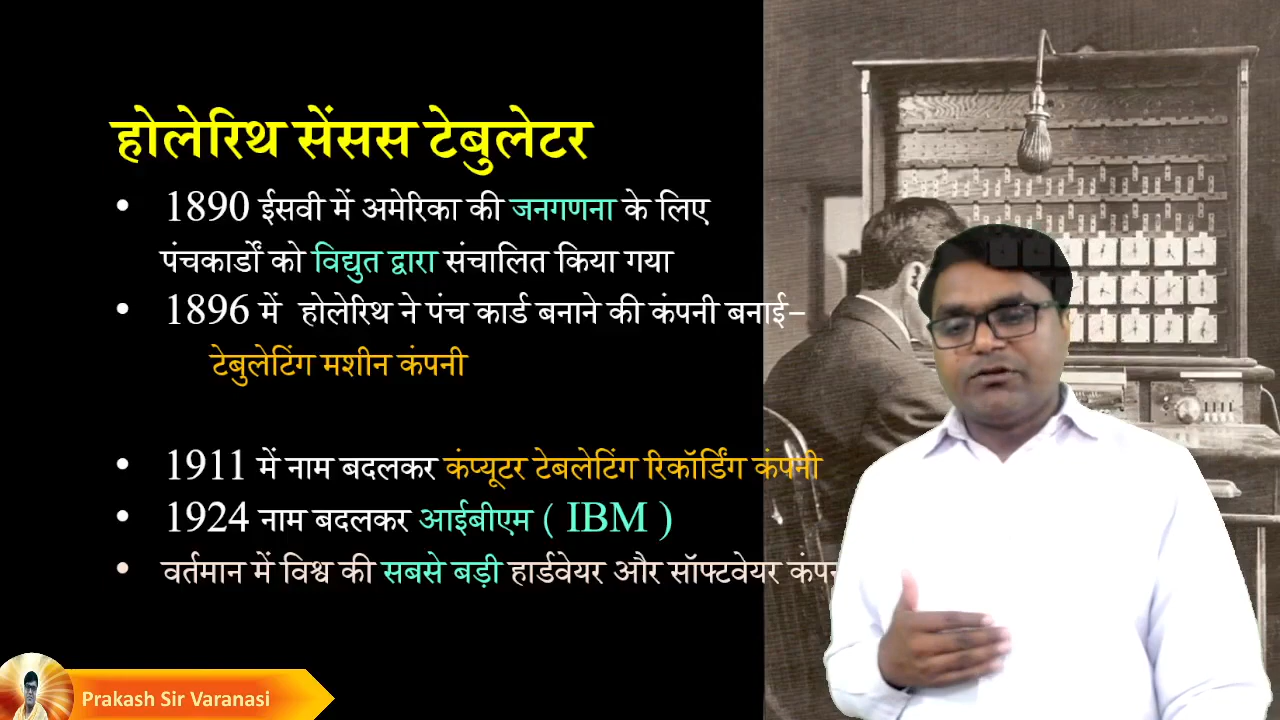 होलेरिथ सेंसस टेबुलेटर
• 1890 ईसवी में अमेरिका की जनगणना के लिए
पंचकार्डों को विद्युत द्वारा संचालित किया गया
• 1896 में होलेरिथ ने पंच कार्ड बनाने की कंपनी बनाई–
टेबुलेटिंग मशीन कंपनी
• 1911 में नाम बदलकर कंप्यूटर टेबलेटिंग रिकॉर्डिंग कंपनी
• 1924 नाम बदलकर आईबीएम ( IBM )
• वर्तमान में विश्व की सबसे बड़ी हार्डवेयर और सॉफ्टवेयर
Prakash Sir Varanasi